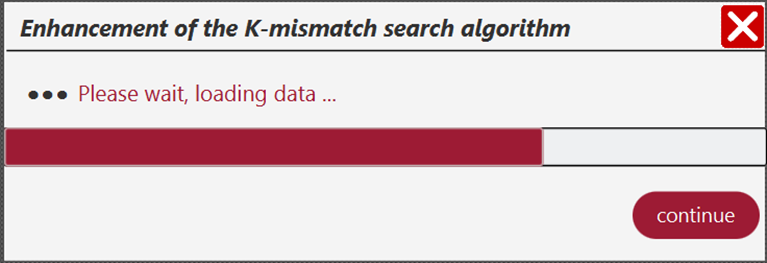 Enhancement of the K-mismatch search algorithm
Please wait, loading data ...
continue